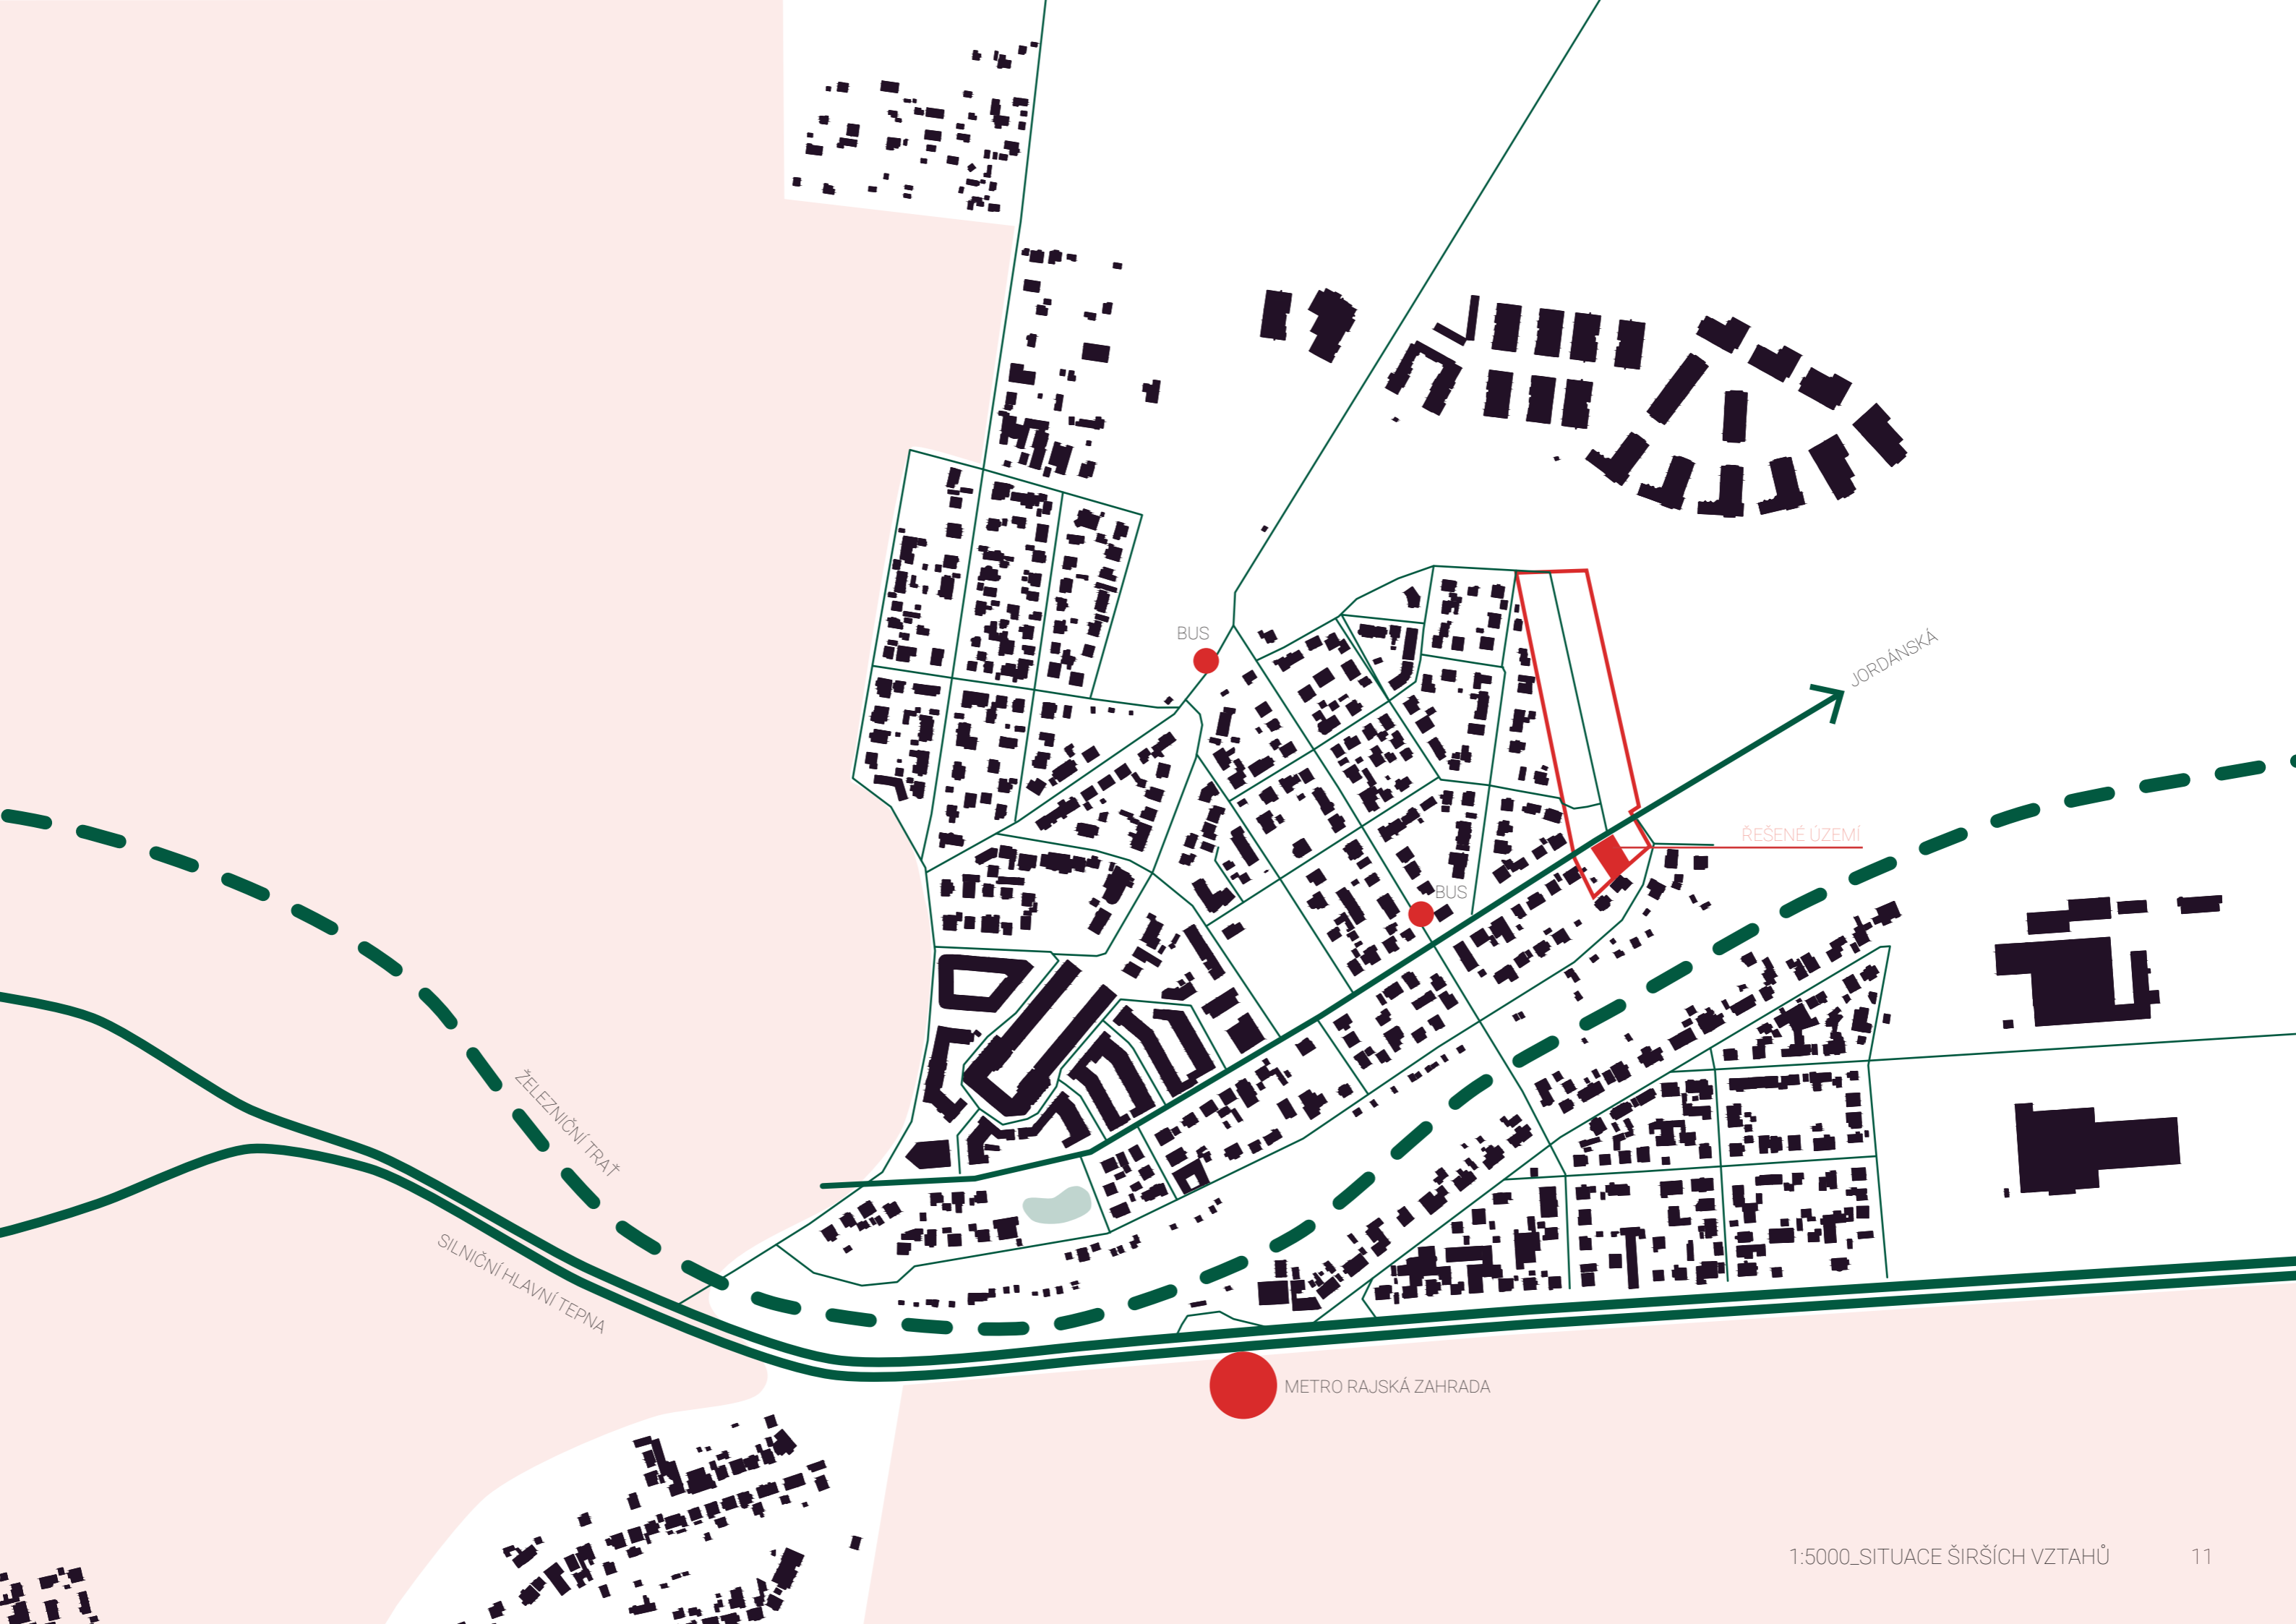 BUS
JORDÁNSKÁ
ŘEŠENÉ ÚZEMÍ
BUS
ŽELEZNIČNÍ TRAŤ
SILNIČNÍ HLAVNÍ TEPNA
METRO RAJSKÁ ZAHRADA
1:5000_SITUACE ŠIRŠÍCH VZTAHŮ 11